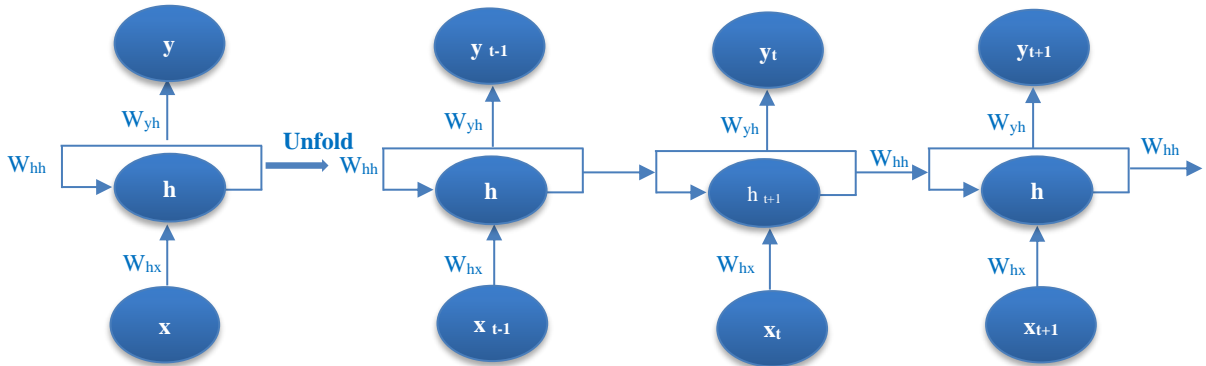 y
y t-1
yt
yt+1
Wyh
Wyh
Wyh
Wyh
Unfold
Whh
Whh
Whh
Whh
h
h
h t+1
h
Whx
Whx
Whx
Whx
x
x t-1
xt
xt+1